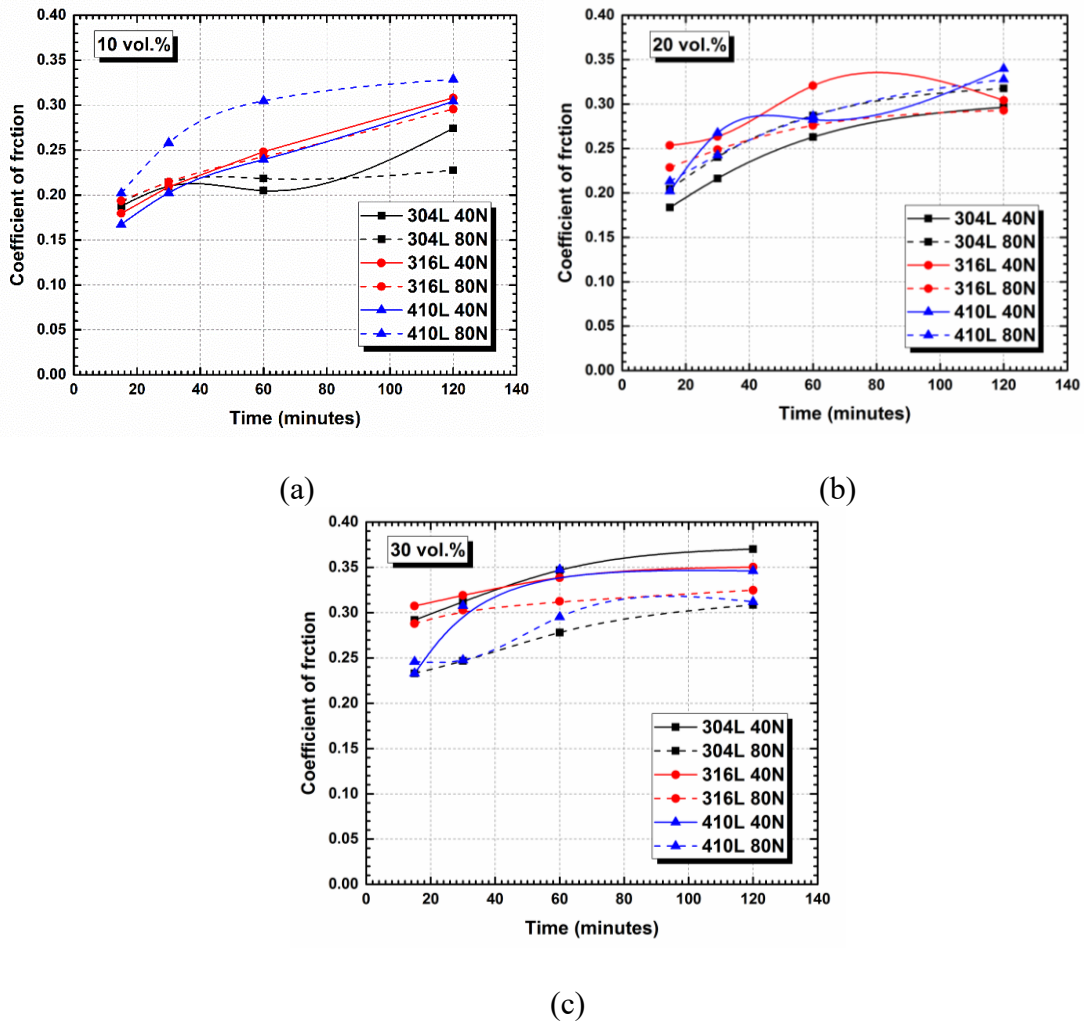 10 vol.%
Coefficient of frction
0.40
0.35
0.30
0.25
0.20
0.15
0.10
0.05
0.00
304L 40N
304L 80N
316L 40N
316L 80N
410L 40N
410L 80N
0 20 40 60 80 100 120 140
Time (minutes)
(a)
20 vol.%
Coefficient of frction
0.40
0.35
0.30
0.25
0.20
0.15
0.10
0.05
0.00
304L 40N
304L 80N
316L 40N
316L 80N
410L 40N
410L 80N
0 20 40 60 80 100 120 140
Time (minutes)
(b)
30 vol.%
Coefficient of frction
0.40
0.35
0.30
0.25
0.20
0.15
0.10
0.05
0.00
304L 40N
304L 80N
316L 40N
316L 80N
410L 40N
410L 80N
0 20 40 60 80 100 120 140
Time (minutes)
(c)